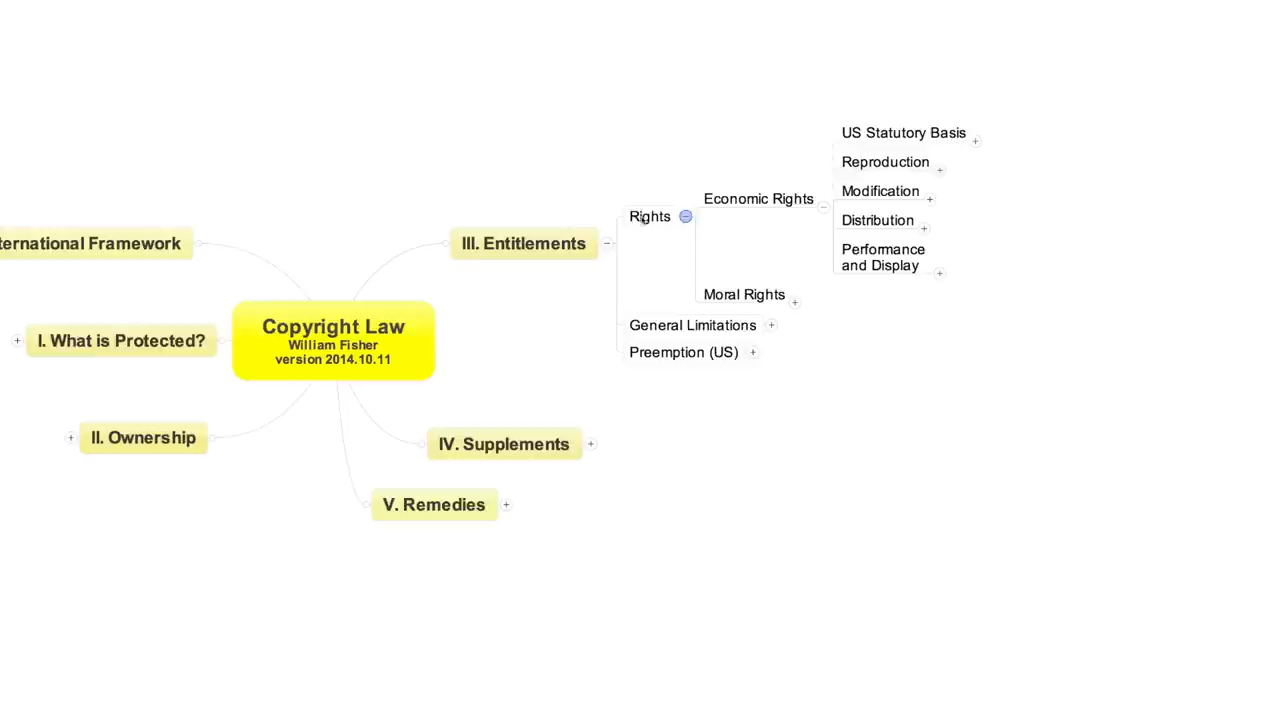 ternational Framework
I. What is Protected?
II. Ownership
Copyright Law
William Fisher
version 2014.10.11
III. Entitlements
Rights
Economic Rights
US Statutory Basis
Reproduction
Modification
Distribution
Performance
and Display
Moral Rights
General Limitations
Preemption (US)
IV. Supplements
V. Remedies